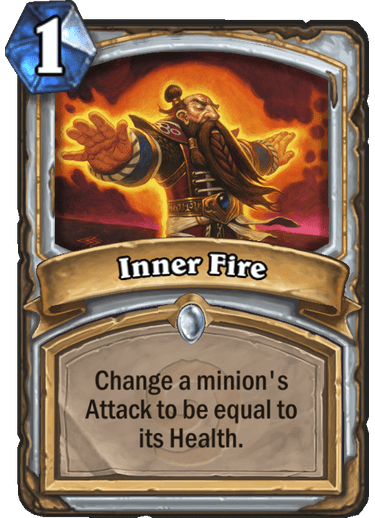 1
Inner Fire
Change a minion's
Attack to be equal to
its Health.